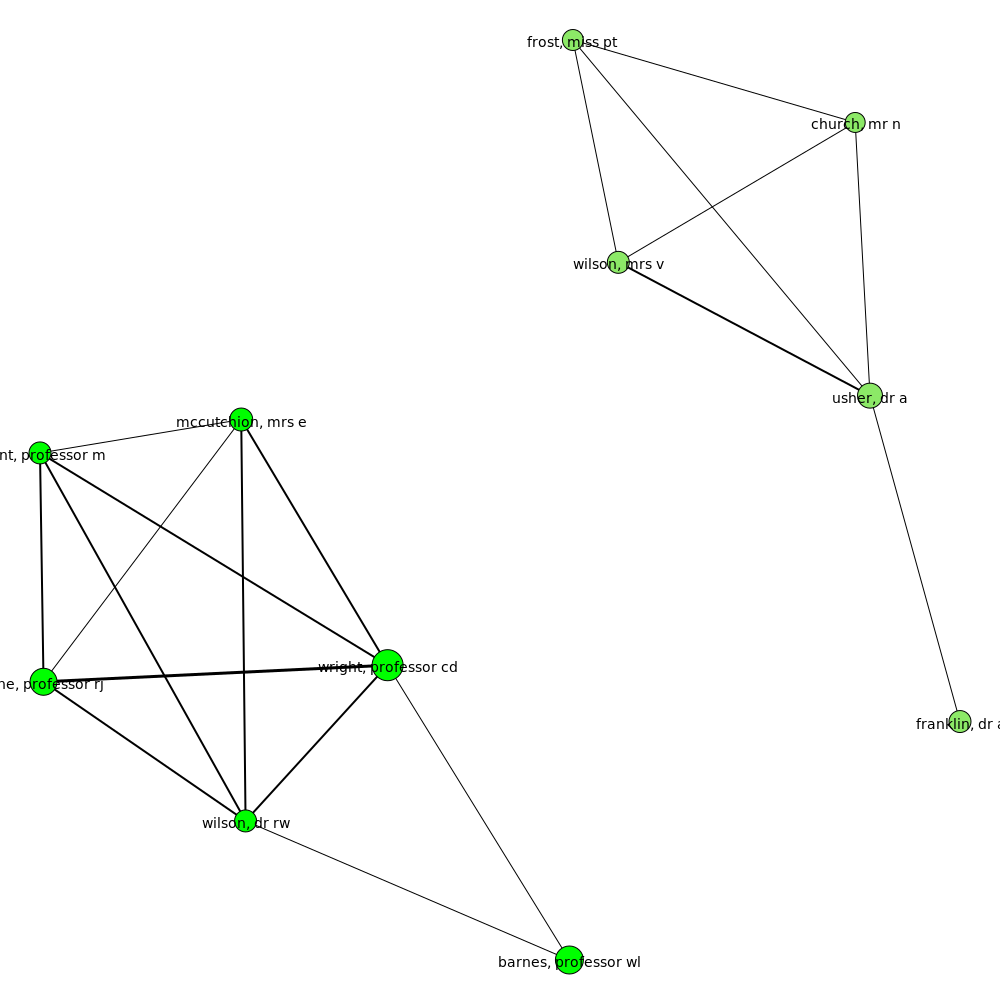 frost, miss pt
church, mr n
wilson, mrs v
usher, dr a
mccutchion, mrs e
nt, professor m
wright, professor cd
ne, professor rj
franklin, dr a
wilson, dr rw
barnes, professor wl